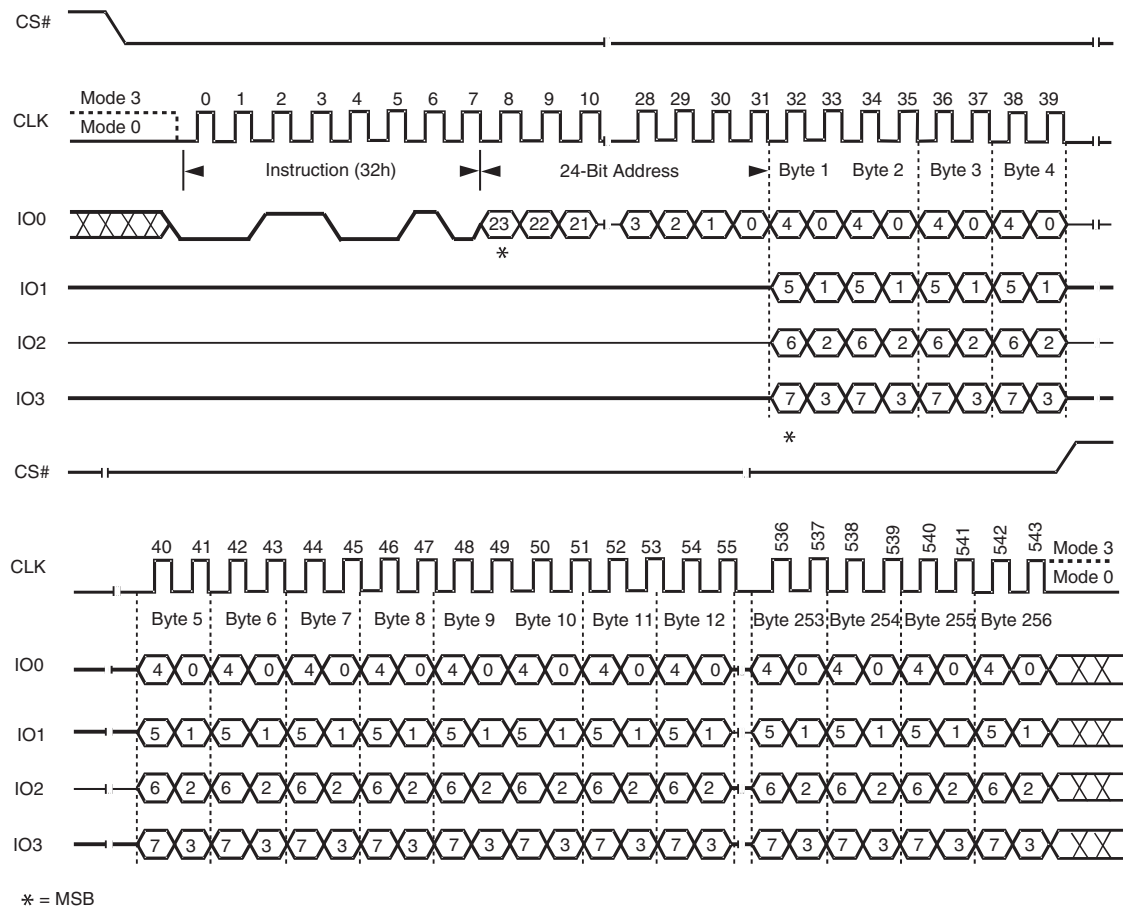 CS#
Mode 3
0 1 2 3 4 5 6 7 8 9 10 28 29 30 31 32 33 34 35 36 37 38 39
CLK
Mode 0
Instruction (32h) 24-Bit Address Byte 1 Byte 2 Byte 3 Byte 4
IO0 23 22 21 3 2 1 0 4 0 4 0 4 0 4 0
*
IO1 5 1 5 1 5 1 5 1
IO2 6 2 6 2 6 2 6 2
IO3 7 3 7 3 7 3 7 3
*
CS#
40 41 42 43 44 45 46 47 48 49 50 51 52 53 54 55 536 537 538 539 540 541 542 543
Mode 3
CLK
Mode 0
Byte 5 Byte 6 Byte 7 Byte 8 Byte 9 Byte 10 Byte 11 Byte 12 Byte 253 Byte 254 Byte 255 Byte 256
IO0 4 0 4 0 4 0 4 0 4 0 4 0 4 0 4 0 4 0 4 0 4 0 4 0
IO1 5 1 5 1 5 1 5 1 5 1 5 1 5 1 5 1 5 1 5 1 5 1 5 1
IO2 6 2 6 2 6 2 6 2 6 2 6 2 6 2 6 2 6 2 6 2 6 2 6 2
IO3 7 3 7 3 7 3 7 3 7 3 7 3 7 3 7 3 7 3 7 3 7 3 7 3
* = MSB